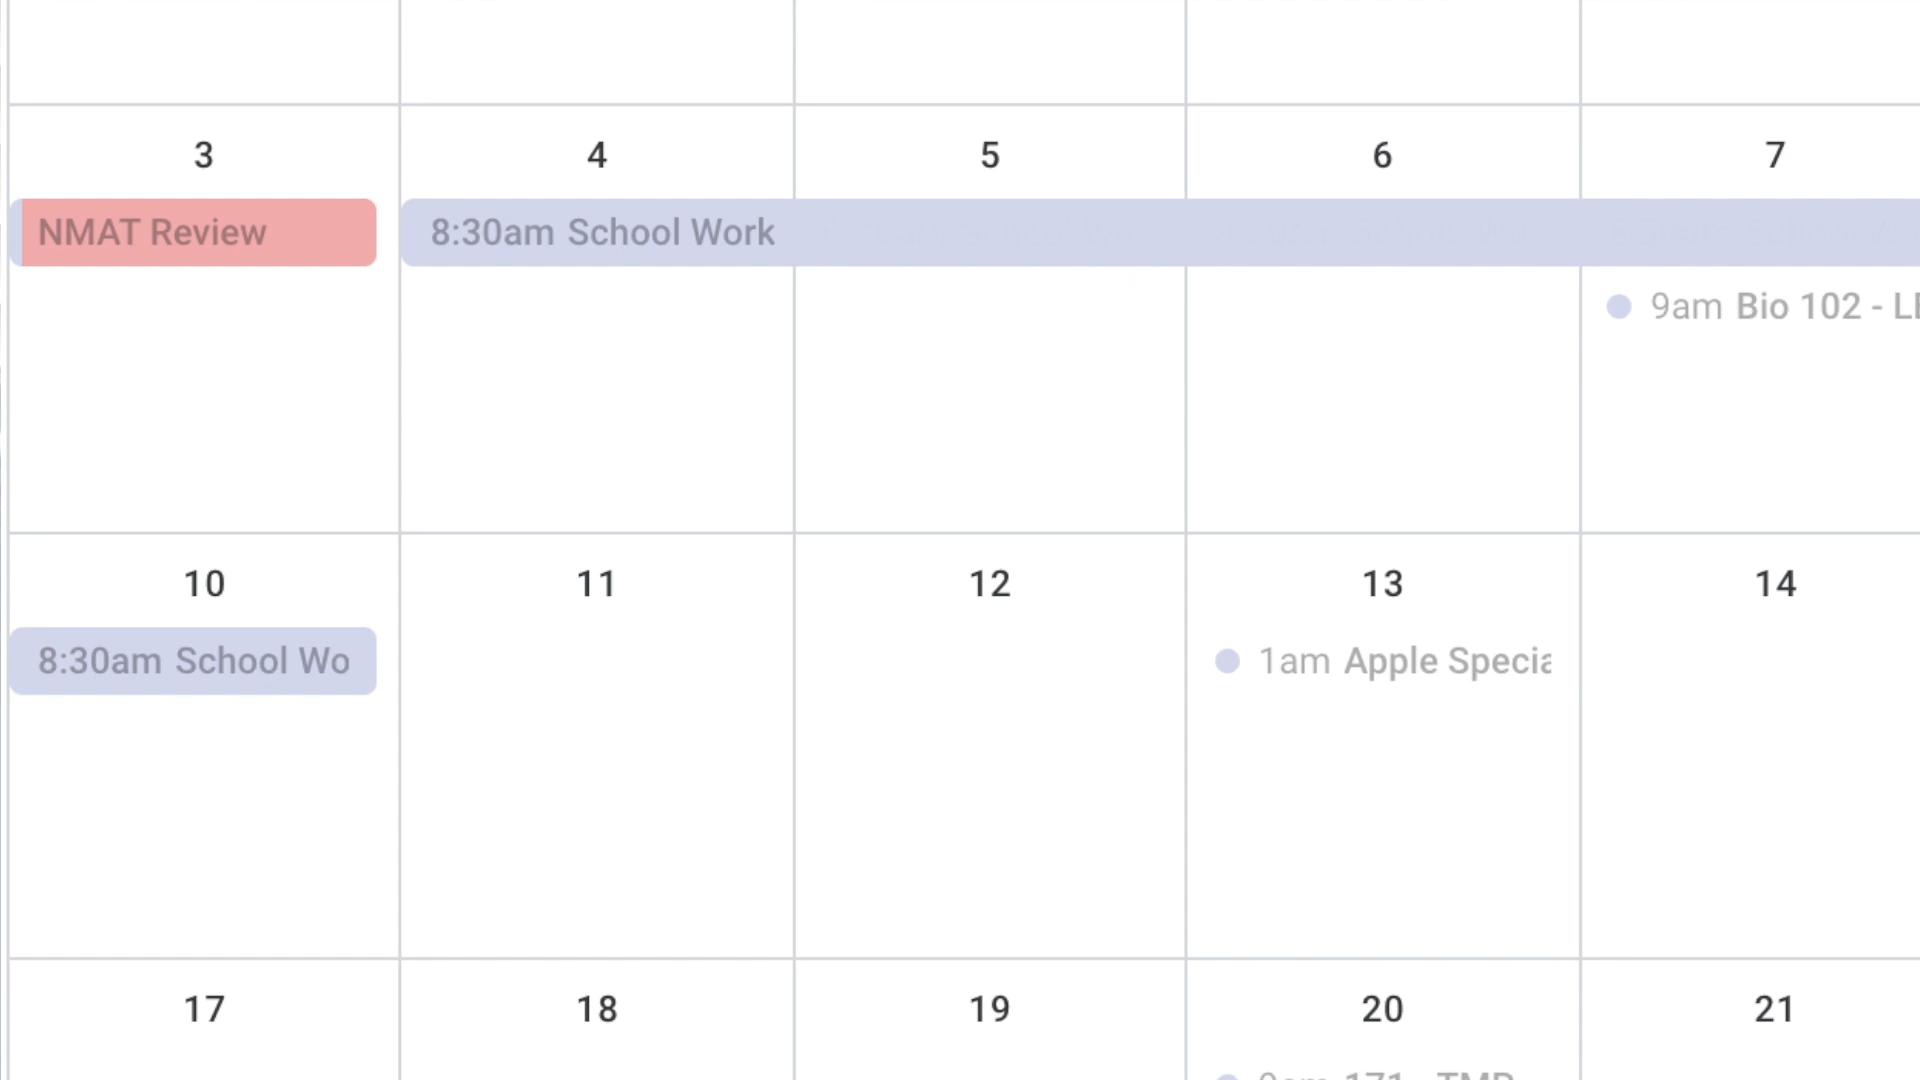 3 4 5 6 7
NMAT Review 8:30am School Work
9am Bio 102 -
10 11 12 13 14
8:30am School Wo 1am Apple Specia
17 18 19 20 21